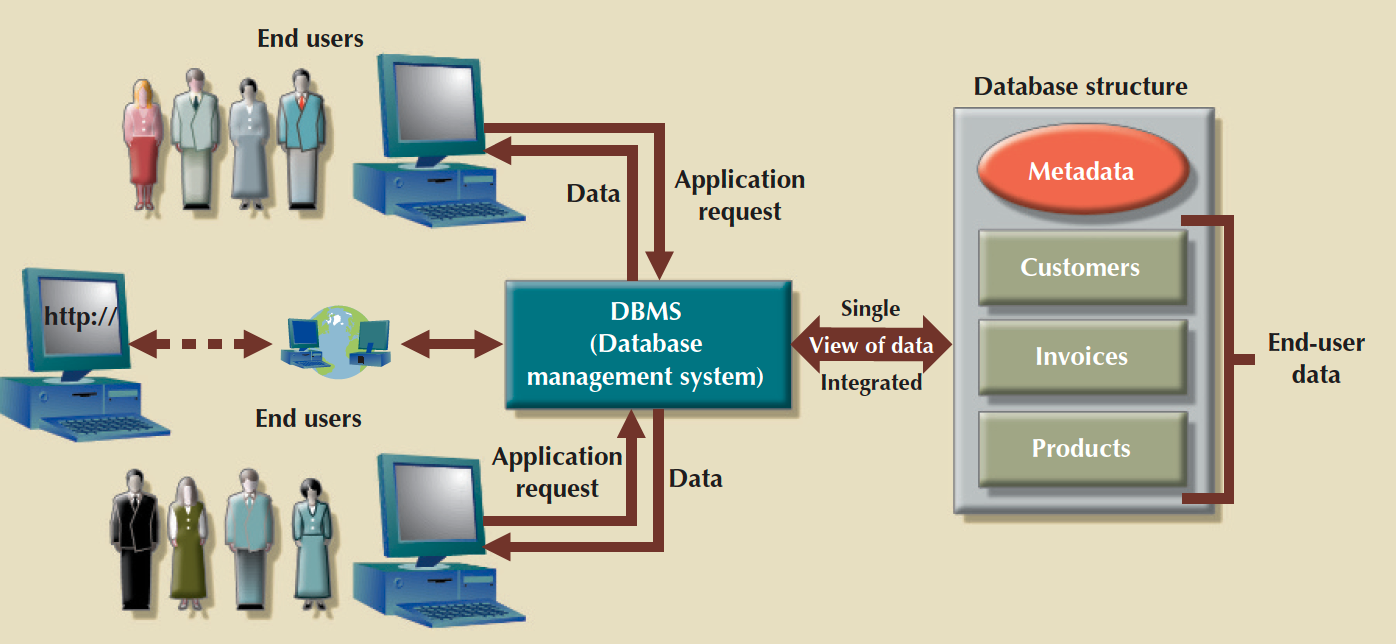 End users
Database structure
Metadata
Data
Application
request
Customers
http://
DBMS
(Database
management system)
Single
View of data
Integrated
Invoices
End-user
data
End users
Application
request
Data
Products